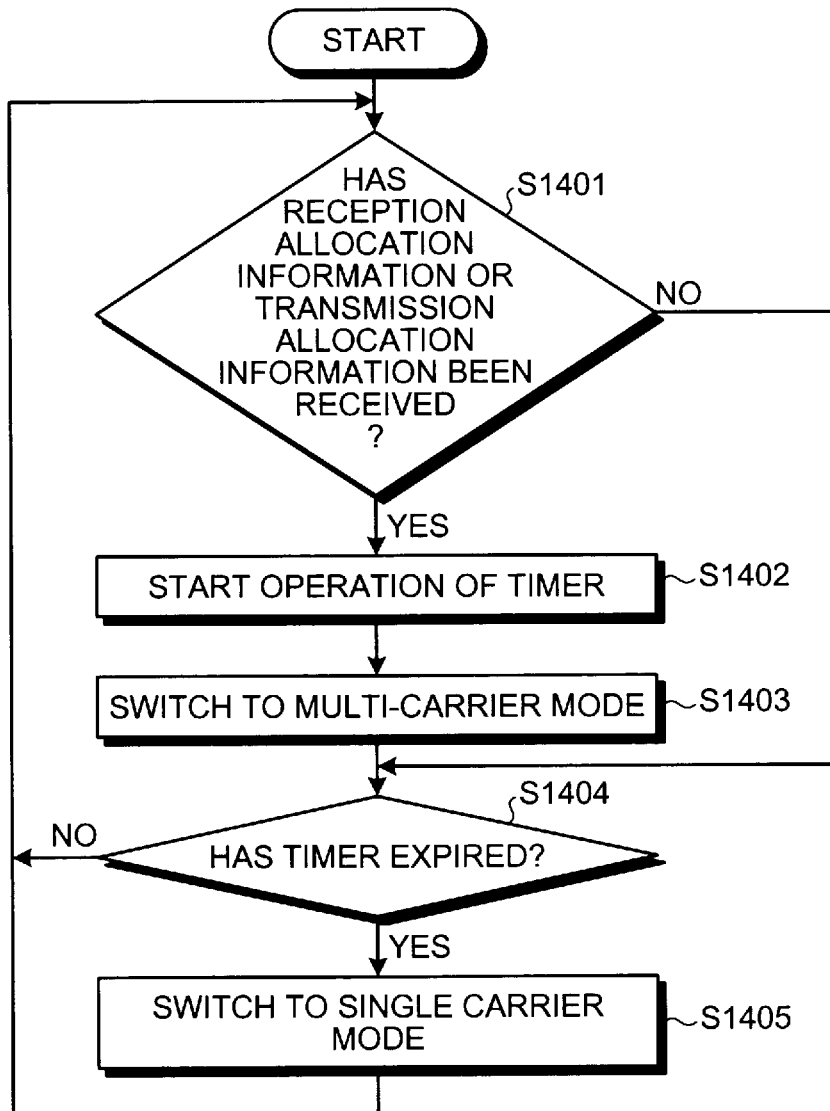 START
HAS
RECEPTION
ALLOCATION
INFORMATION OR
TRANSMISSION
ALLOCATION
INFORMATION BEEN
RECEIVED
?
S1401
NO
YES
START OPERATION OF TIMER
S1402
SWITCH TO MULTI-CARRIER MODE
S1403
S1404
NO
HAS TIMER EXPIRED?
YES
SWITCH TO SINGLE CARRIER
MODE
S1405